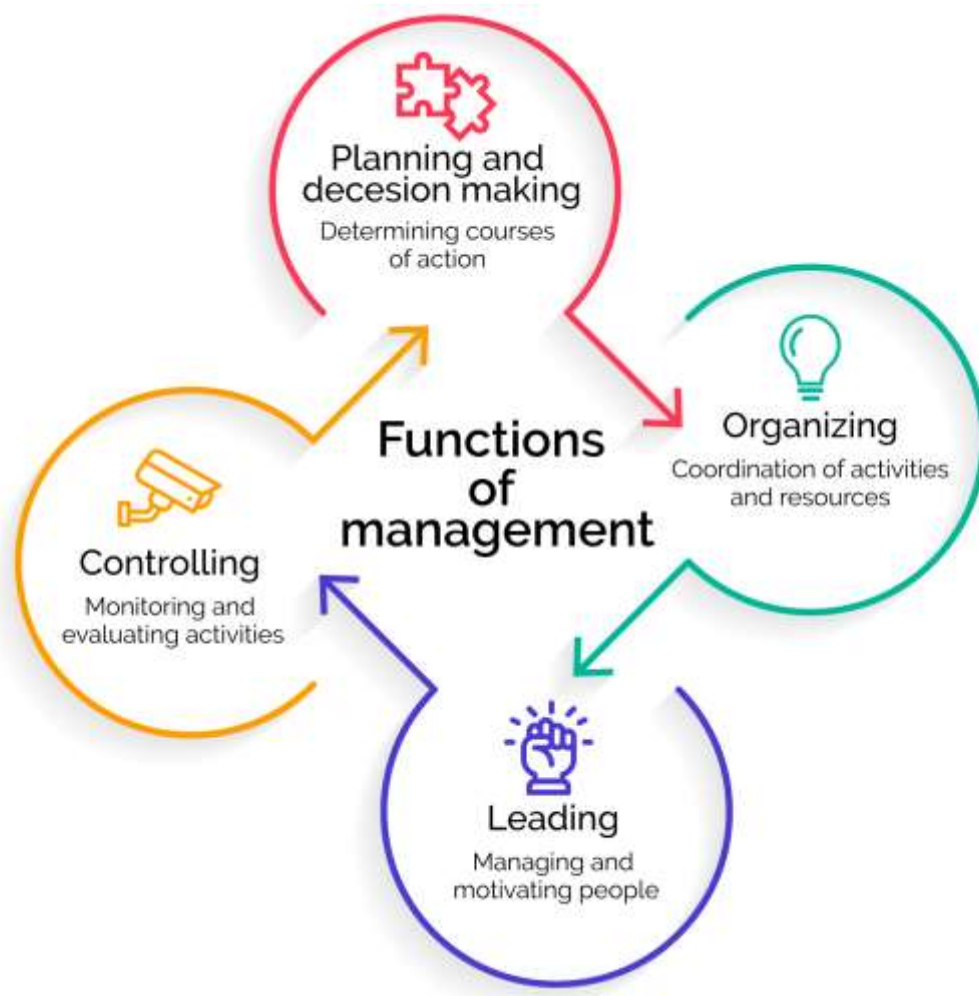 Planning and
decesion making
Determining courses
of action
Organizing
Coordination of activities
and resources
Functions
of
management
Controlling
Monitoring and
evaluating activities
Leading
Managing and
motivating people